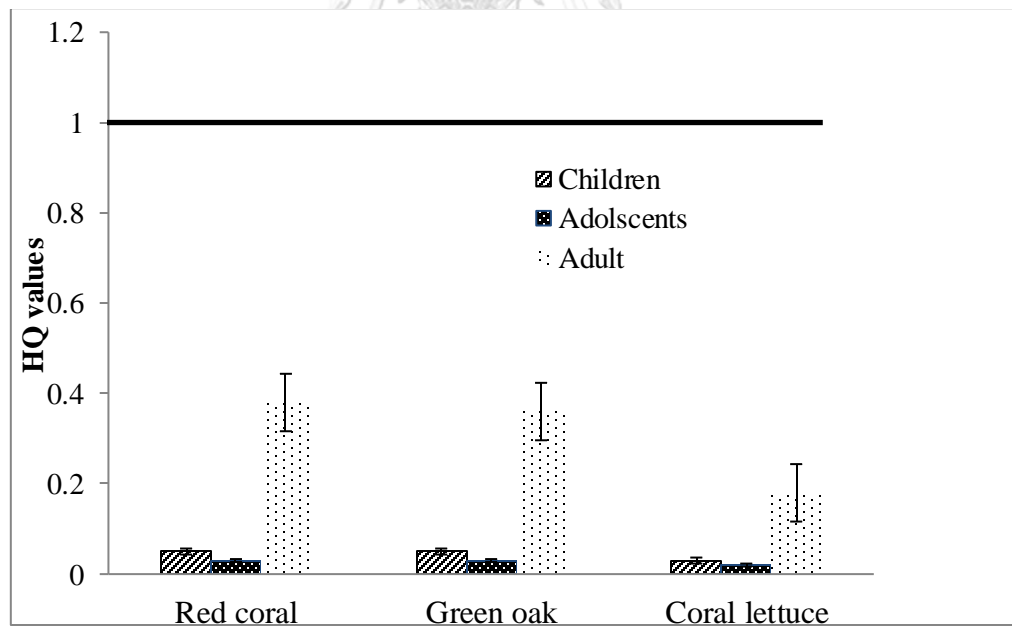 1.2
1
0.8
0.6
0.4
0.2
0
HQ values
Children
Adolscents
Adult
Red coral
Green oak
Coral lettuce